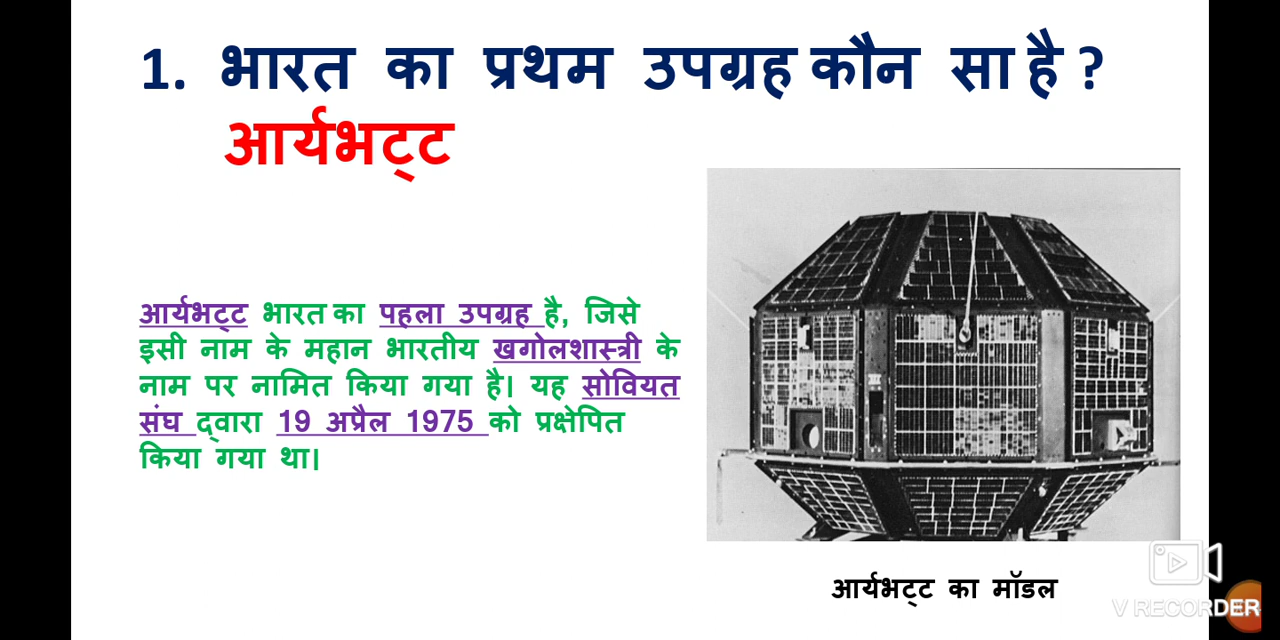 1. भारत का प्रथम उपग्रह कौन सा है ?
आर्यभट्ट
आर्यभट्ट भारत का पहला उपग्रह है, जिसे
इसी नाम के महान भारतीय खगोलशास्त्री के
नाम पर नामित किया गया है। यह सोवियत
संघ द्वारा 19 अप्रैल 1975 को प्रक्षेपित
किया गया था।
आर्यभट्ट का मॉडल
V RECORDER